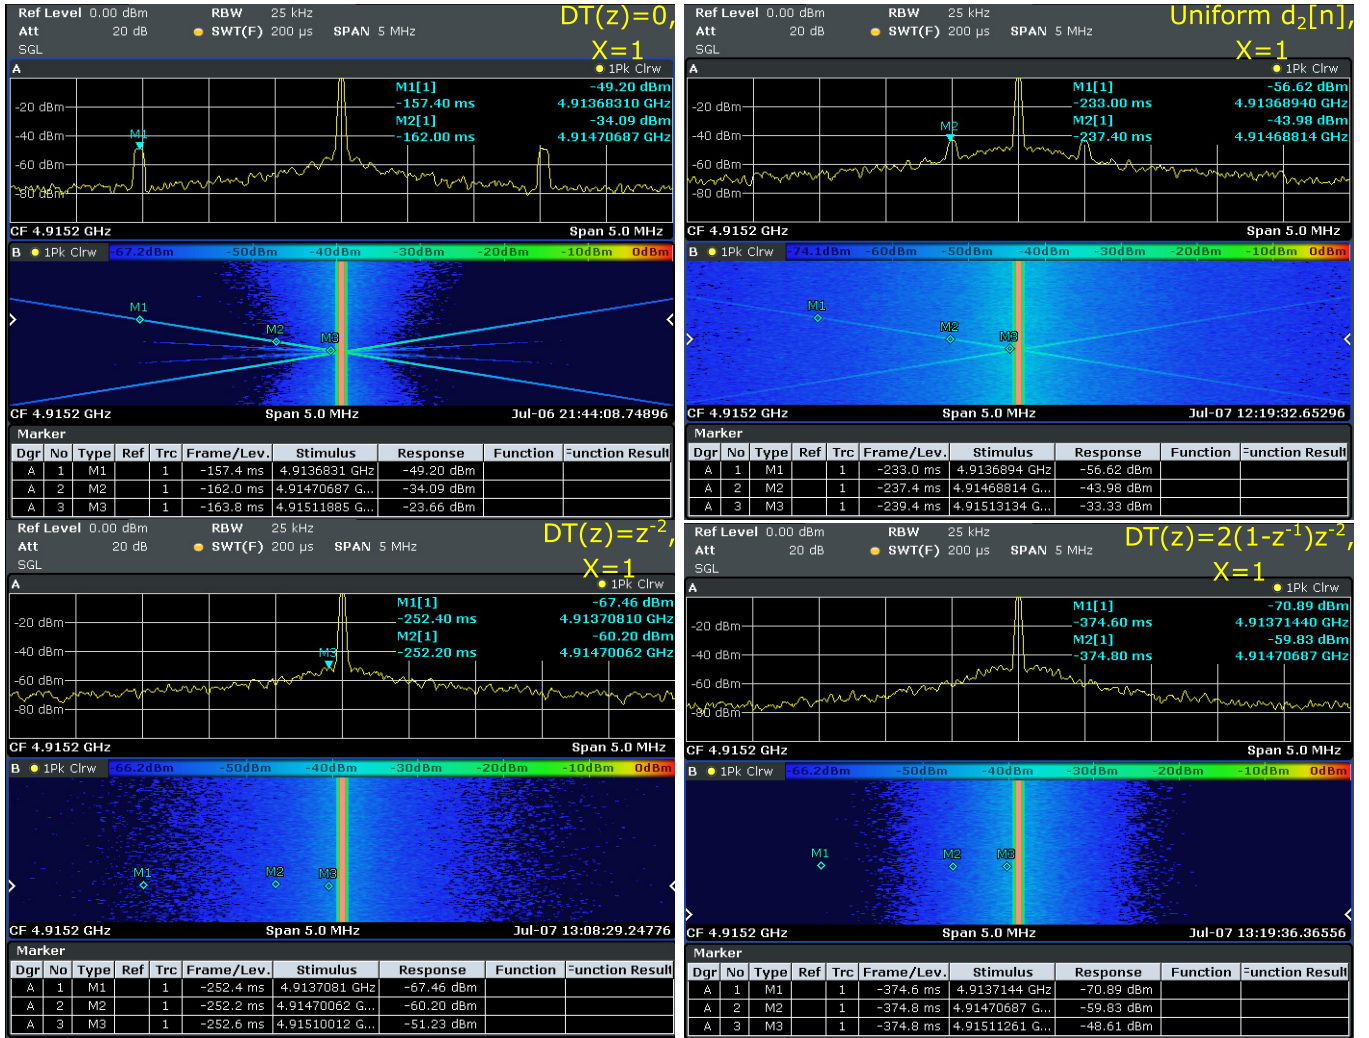 Ref Level 0.00 dBm RBW 25 kHz DT(z)=0,
Att 20 dB SWT(F) 200 µs SPAN 5 MHz X=1
SGL
A 1Pk Clrw
M1[1] -49.20 dBm
-157.40 ms 4.91368310 GHz
M2[1] -34.09 dBm
-162.00 ms 4.91470687 GHz
-20 dBm
-40 dBm
-60 dBm
-80 dBm
M1
CF 4.9152 GHz Span 5.0 MHz
B 1Pk Clrw -67.2dBm -50dBm -40dBm -30dBm -20dBm -10dBm 0dBm
M1
M2
M3
CF 4.9152 GHz Span 5.0 MHz Jul-06 21:44:08.74896
Marker
Dgr No Type Ref Trc Frame/Lev. Stimulus Response Function Function Result
A 1 M1 1 -157.4 ms 4.9136831 GHz -49.20 dBm
A 2 M2 1 -162.0 ms 4.91470687 G... -34.09 dBm
A 3 M3 1 -163.8 ms 4.91511885 G... -23.66 dBm
Ref Level 0.00 dBm RBW 25 kHz Uniform d₂[n],
Att 20 dB SWT(F) 200 µs SPAN 5 MHz X=1
SGL
A 1Pk Clrw
M1[1] -56.62 dBm
-233.00 ms 4.91368940 GHz
M2[1] -43.98 dBm
-237.40 ms 4.91468814 GHz
-20 dBm
-40 dBm
-60 dBm
-80 dBm
M2
CF 4.9152 GHz Span 5.0 MHz
B 1Pk Clrw -74.1dBm -60dBm -50dBm -40dBm -30dBm -20dBm -10dBm 0dBm
M1
M2
M3
CF 4.9152 GHz Span 5.0 MHz Jul-07 12:19:32.65296
Marker
Dgr No Type Ref Trc Frame/Lev. Stimulus Response Function Function Result
A 1 M1 1 -233.0 ms 4.9136894 GHz -56.62 dBm
A 2 M2 1 -237.4 ms 4.91468814 G... -43.98 dBm
A 3 M3 1 -239.4 ms 4.91513134 G... -33.33 dBm
Ref Level 0.00 dBm RBW 25 kHz DT(z)=z⁻²,
Att 20 dB SWT(F) 200 µs SPAN 5 MHz X=1
SGL
A 1Pk Clrw
M1[1] -67.46 dBm
-252.40 ms 4.91370810 GHz
M2[1] -60.20 dBm
-252.20 ms 4.91470062 GHz
-20 dBm
-40 dBm
-60 dBm
-80 dBm
M3
CF 4.9152 GHz Span 5.0 MHz
B 1Pk Clrw -66.2dBm -50dBm -40dBm -30dBm -20dBm -10dBm 0dBm
M1
M2
M3
CF 4.9152 GHz Span 5.0 MHz Jul-07 13:08:29.24776
Marker
Dgr No Type Ref Trc Frame/Lev. Stimulus Response Function Function Result
A 1 M1 1 -252.4 ms 4.9137081 GHz -67.46 dBm
A 2 M2 1 -252.2 ms 4.91470062 G... -60.20 dBm
A 3 M3 1 -252.6 ms 4.91510012 G... -51.23 dBm
Ref Level 0.00 dBm RBW 25 kHz DT(z)=2(1-z⁻¹)z⁻²,
Att 20 dB SWT(F) 200 µs SPAN 5 MHz X=1
SGL
A 1Pk Clrw
M1[1] -70.89 dBm
-374.60 ms 4.91371440 GHz
M2[1] -59.83 dBm
-374.80 ms 4.91470687 GHz
-20 dBm
-40 dBm
-60 dBm
-80 dBm
CF 4.9152 GHz Span 5.0 MHz
B 1Pk Clrw -66.2dBm -50dBm -40dBm -30dBm -20dBm -10dBm 0dBm
M1
M2
M3
CF 4.9152 GHz Span 5.0 MHz Jul-07 13:19:36.36556
Marker
Dgr No Type Ref Trc Frame/Lev. Stimulus Response Function Function Result
A 1 M1 1 -374.6 ms 4.9137144 GHz -70.89 dBm
A 2 M2 1 -374.8 ms 4.91470687 G... -59.83 dBm
A 3 M3 1 -374.8 ms 4.91511261 G... -48.61 dBm